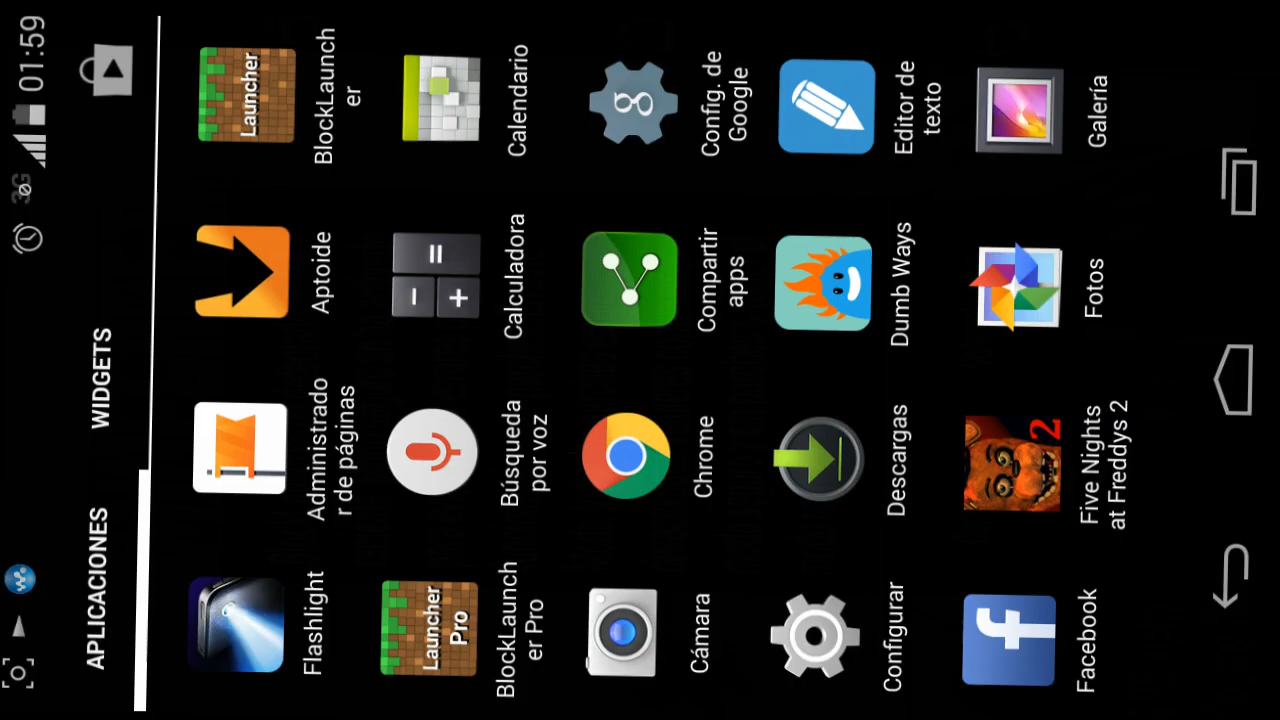 3G 01:59
APLICACIONES WIDGETS
Flashlight
Administrado
r de páginas
Aptoide
Launcher
BlockLaunch
er
Launcher
Pro
BlockLaunch
er Pro
Búsqueda
por voz
Calculadora
Calendario
Cámara
Chrome
Compartir
apps
g
Config. de
Google
Configurar
Descargas
Dumb Ways
Editor de
texto
f
Facebook
2
Five Nights
at Freddys 2
Fotos
Galería